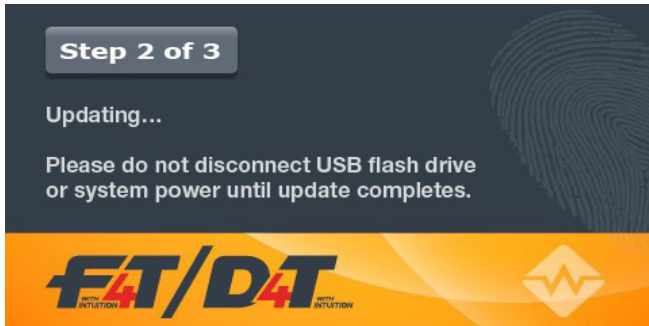 Step 2 of 3
Updating...
Please do not disconnect USB flash drive
or system power until update completes.
F4T/D4T
WITH INTUITION WITH INTUITION